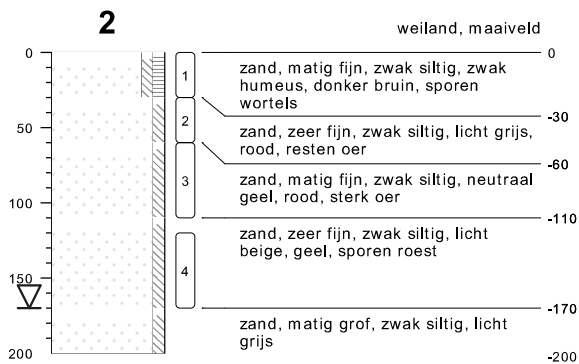 2
weiland, maaiveld
0
0
1
zand, matig fijn, zwak siltig, zwak
humeus, donker bruin, sporen
wortels
-30
50
2
zand, zeer fijn, zwak siltig, licht grijs,
rood, resten oer
-60
3
zand, matig fijn, zwak siltig, neutraal
geel, rood, sterk oer
100
-110
zand, zeer fijn, zwak siltig, licht
beige, geel, sporen roest
4
150
-170
zand, matig grof, zwak siltig, licht
grijs
200
-200